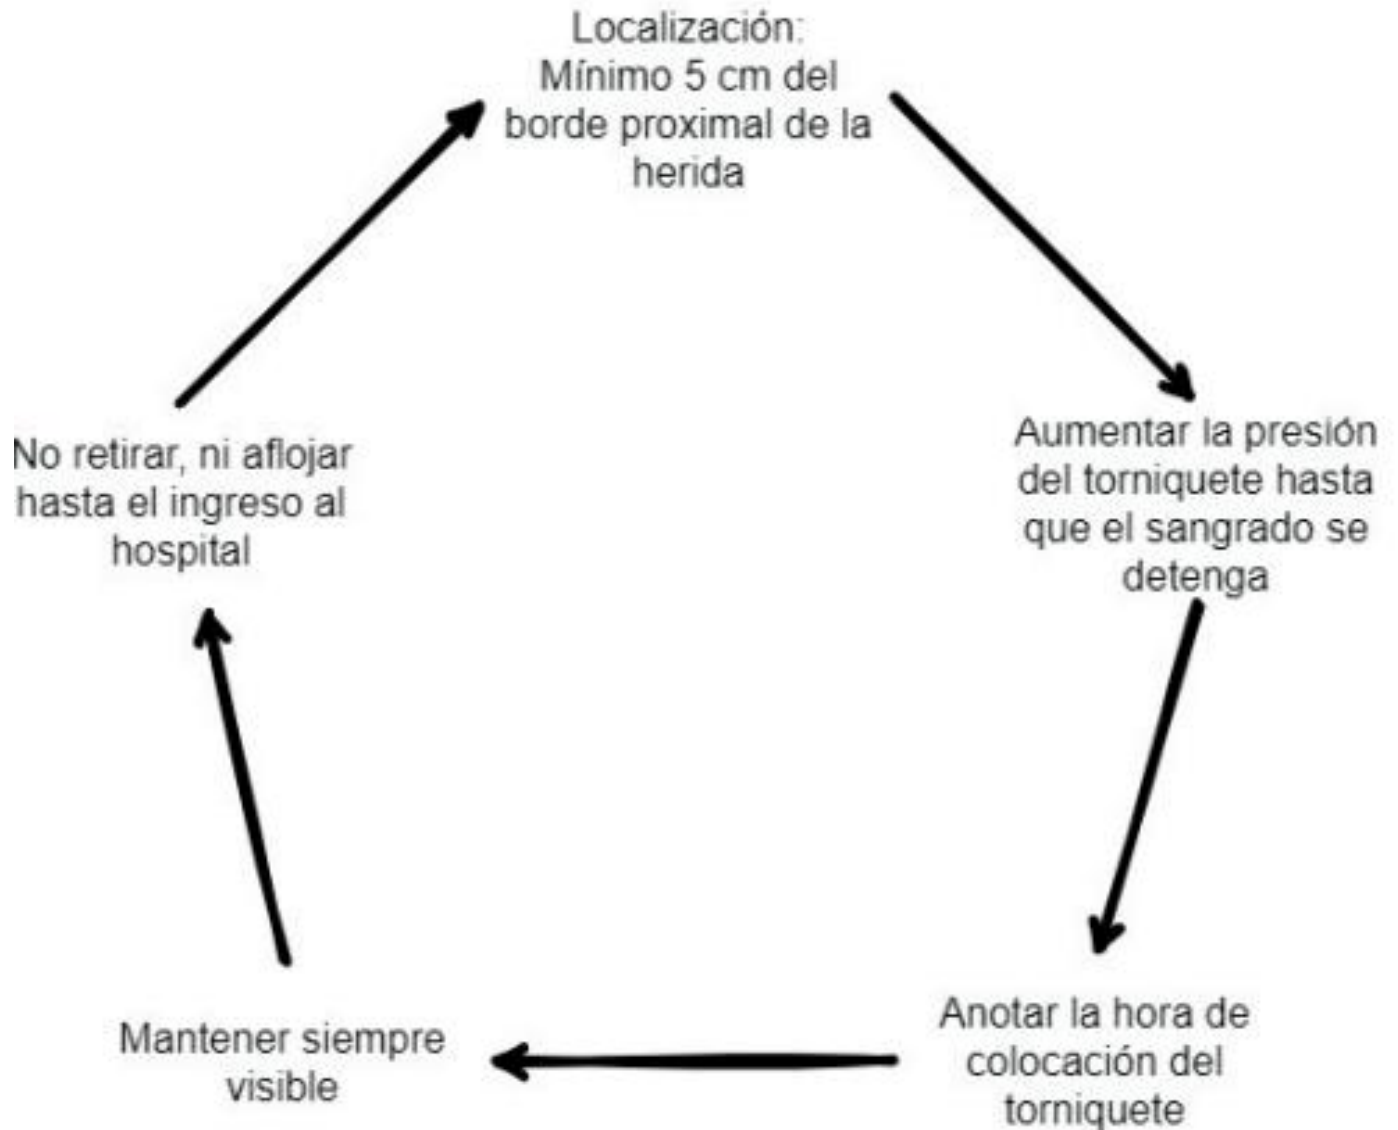 Localización:
Mínimo 5 cm del
borde proximal de la
herida
Aumentar la presión
del torniquete hasta
que el sangrado se
detenga
Anotar la hora de
colocación del
torniquete
Mantener siempre
visible
No retirar, ni aflojar
hasta el ingreso al
hospital